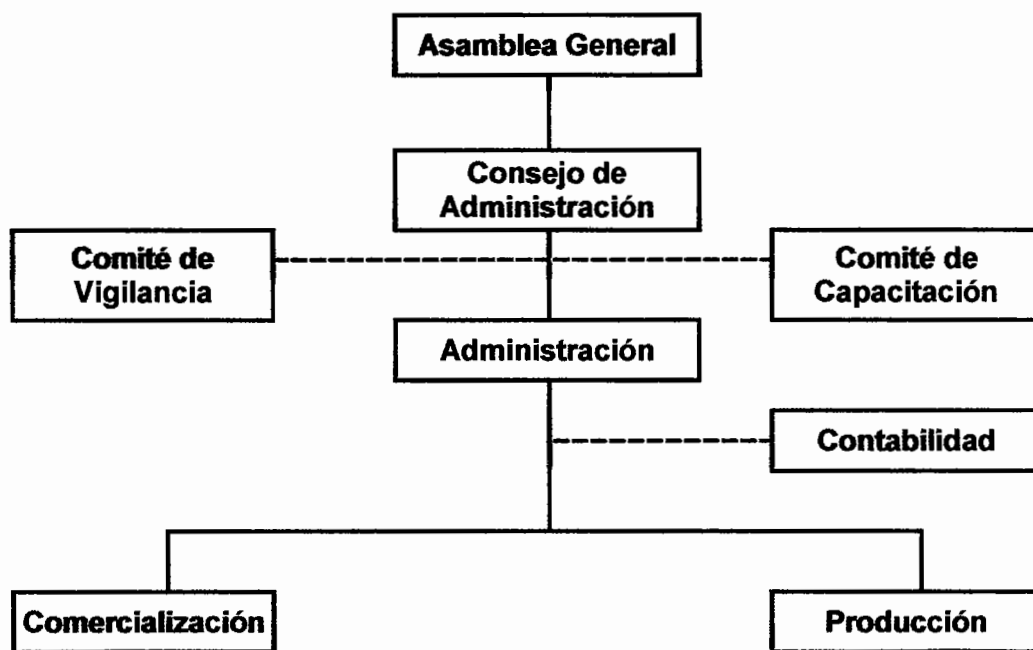 Asamblea General
Consejo de
Administración
Comité de
Vigilancia
Comité de
Capacitación
Administración
Contabilidad
Comercialización
Producción